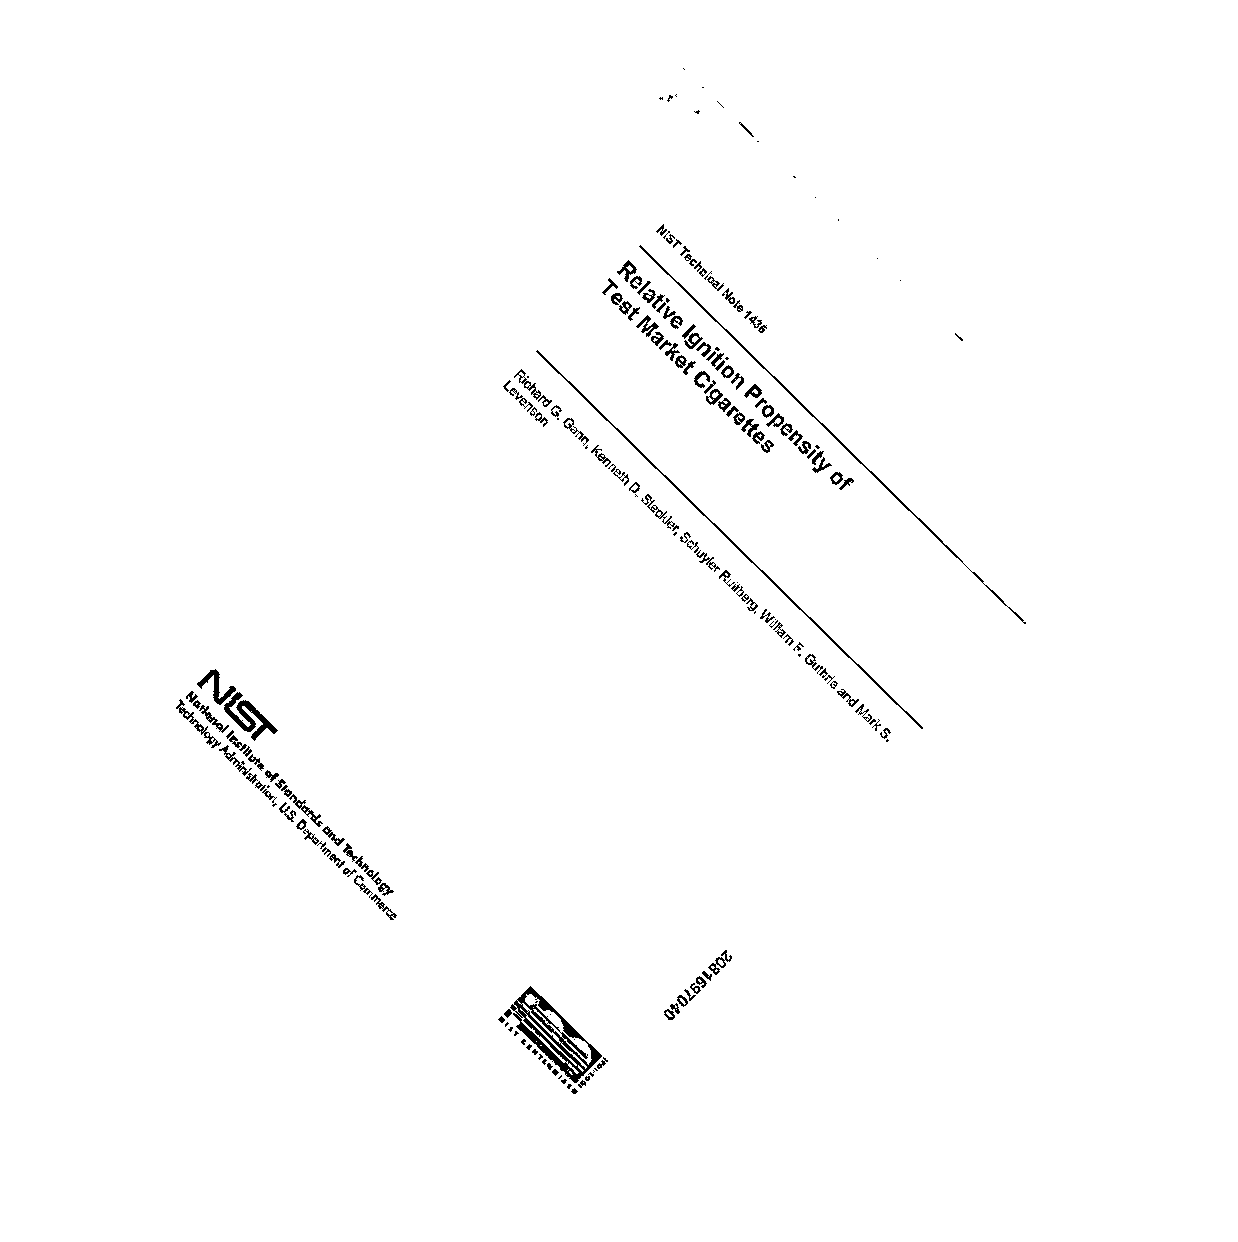 NIST Technical Note 1436
Relative Ignition Propensity of
Test Market Cigarettes
Richard G. Gann, Kenneth D. Steckler, Schuyler Ruitberg, William F. Guthrie and Mark S.
Levenson
NIST
National Institute of Standards and Technology
Technology Administration, U.S. Department of Commerce
NIST CENTENNIAL
1901-2001
2081697040